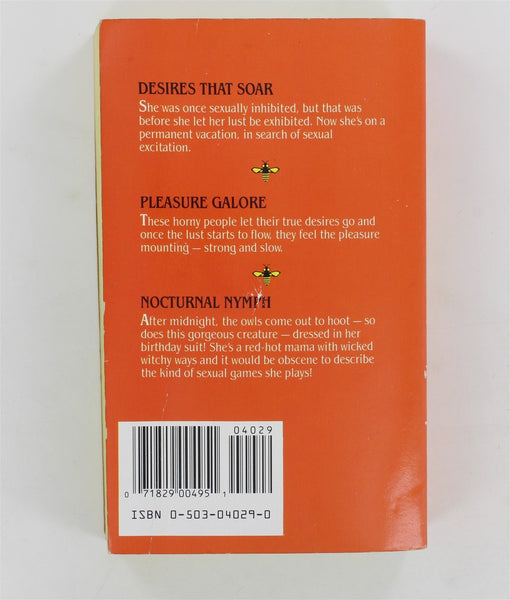 DESIRES THAT SOAR
She was once sexually inhibited, but that was
before she let her lust be exhibited. Now she's on a
permanent vacation, in search of sexual
excitation.
PLEASURE GALORE
These horny people let their true desires go and
once the lust starts to flow, they feel the pleasure
mounting — strong and slow.
NOCTURNAL NYMPH
After midnight, the owls come out to hoot — so
does this gorgeous creature — dressed in her
birthday suit! She's a red-hot mama with wicked
witchy ways and it would be obscene to describe
the kind of sexual games she plays!
04029
0 71829 00495 1
ISBN 0-503-04029-0